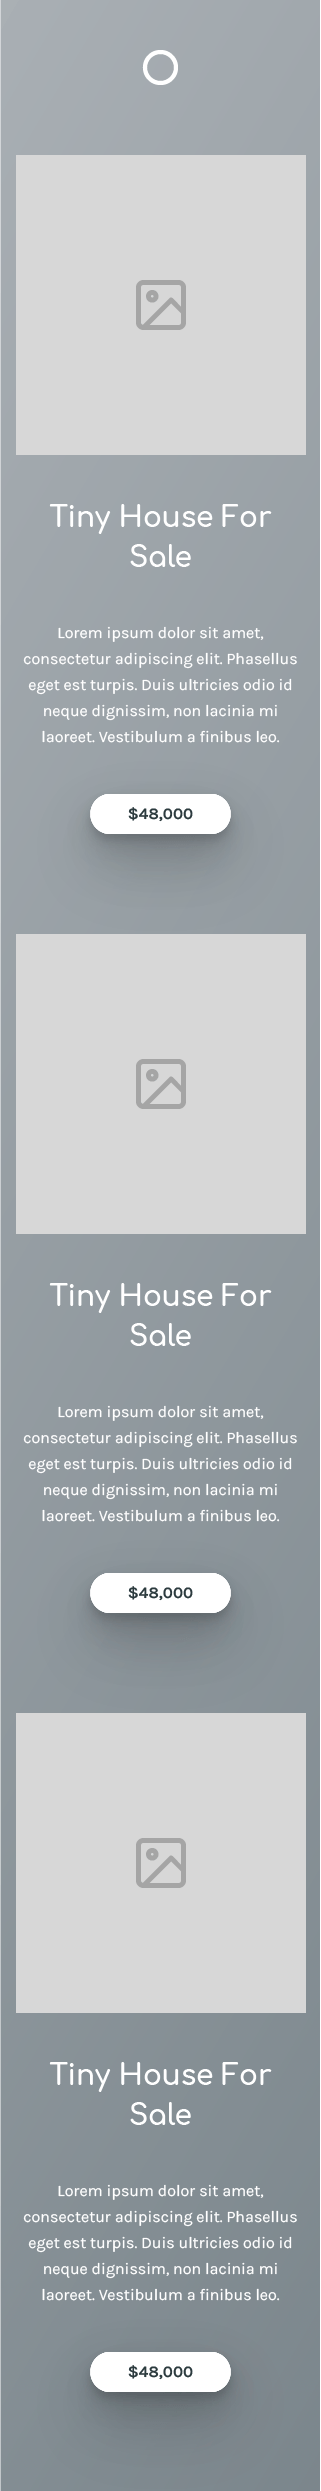 Tiny House For
Sale
Lorem ipsum dolor sit amet,
consectetur adipiscing elit. Phasellus
eget est turpis. Duis ultricies odio id
neque dignissim, non lacinia mi
laoreet. Vestibulum a finibus leo.
$48,000
Tiny House For
Sale
Lorem ipsum dolor sit amet,
consectetur adipiscing elit. Phasellus
eget est turpis. Duis ultricies odio id
neque dignissim, non lacinia mi
laoreet. Vestibulum a finibus leo.
$48,000
Tiny House For
Sale
Lorem ipsum dolor sit amet,
consectetur adipiscing elit. Phasellus
eget est turpis. Duis ultricies odio id
neque dignissim, non lacinia mi
laoreet. Vestibulum a finibus leo.
$48,000